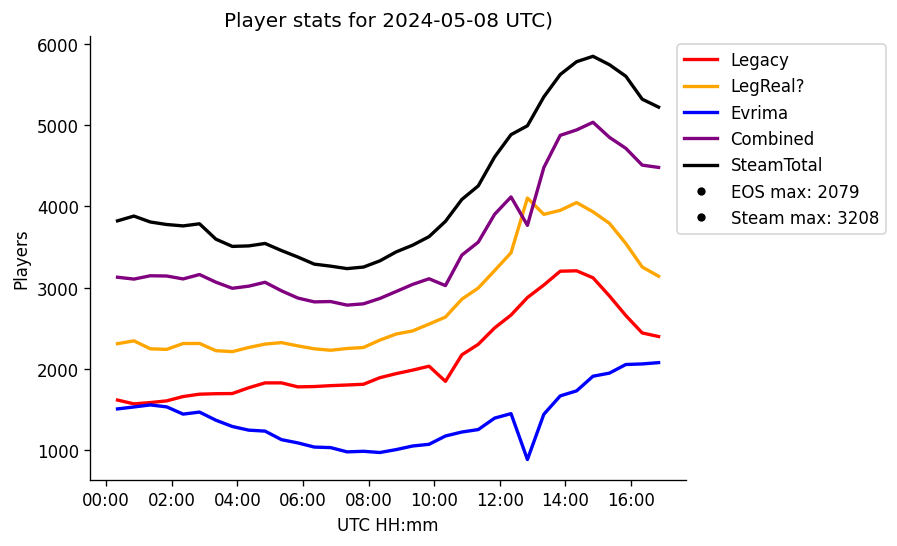 Player stats for 2024-05-08 UTC)
6000
5000
4000
3000
2000
1000
Players
00:00 02:00 04:00 06:00 08:00 10:00 12:00 14:00 16:00
UTC HH:mm
Legacy
LegReal?
Evrima
Combined
SteamTotal
EOS max: 2079
Steam max: 3208